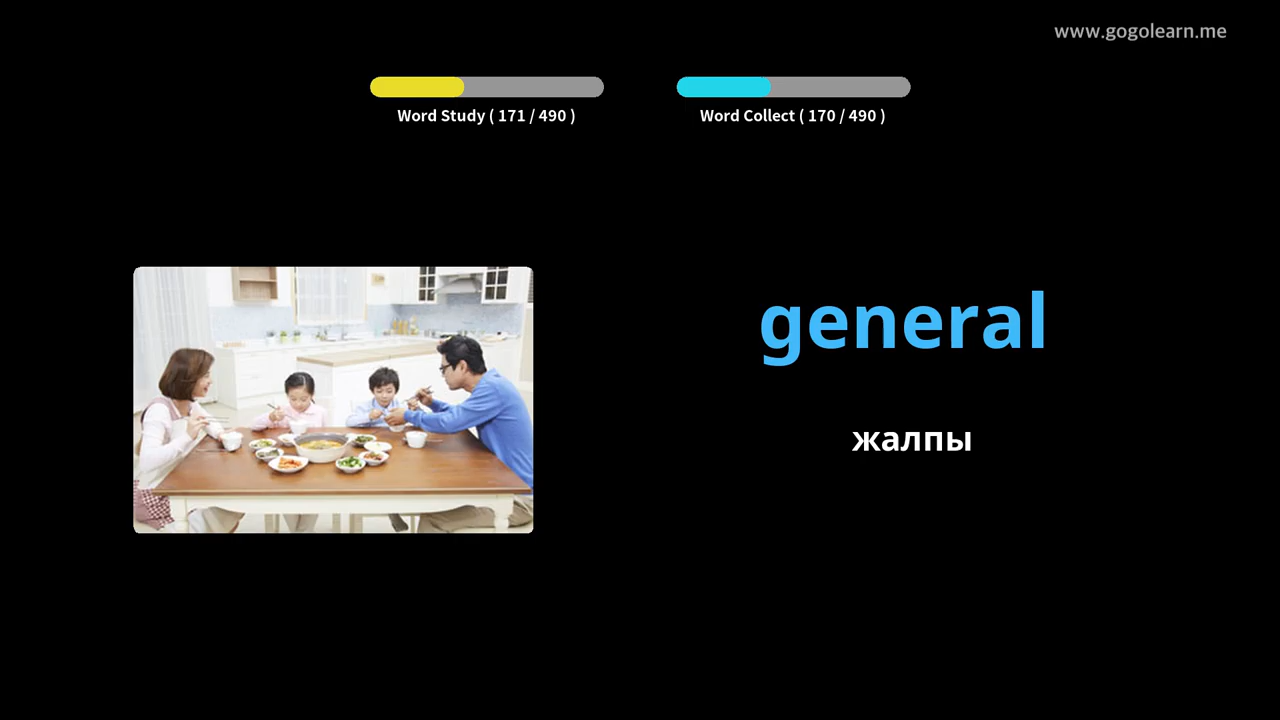 www.gogolearn.me
Word Study ( 171 / 490 )
Word Collect ( 170 / 490 )
general
жалпы